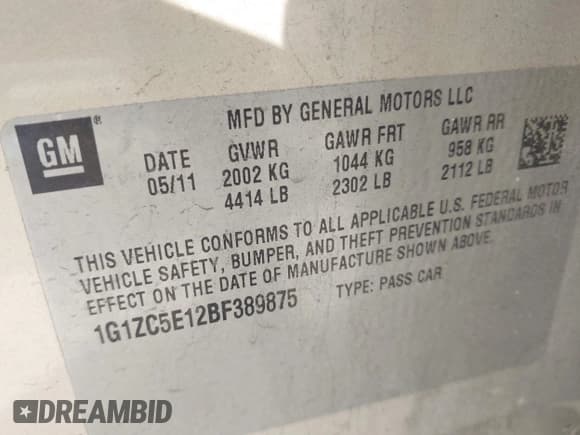 GM ®
MFD BY GENERAL MOTORS LLC
DATE GVWR GAWR FRT GAWR RR
05/11 2002 KG 1044 KG 958 KG
4414 LB 2302 LB 2112 LB
THIS VEHICLE CONFORMS TO ALL APPLICABLE U.S. FEDERAL MOTOR
VEHICLE SAFETY, BUMPER, AND THEFT PREVENTION STANDARDS IN
EFFECT ON THE DATE OF MANUFACTURE SHOWN ABOVE.
1G1ZC5E12BF389875 TYPE: PASS CAR
DREAMBID